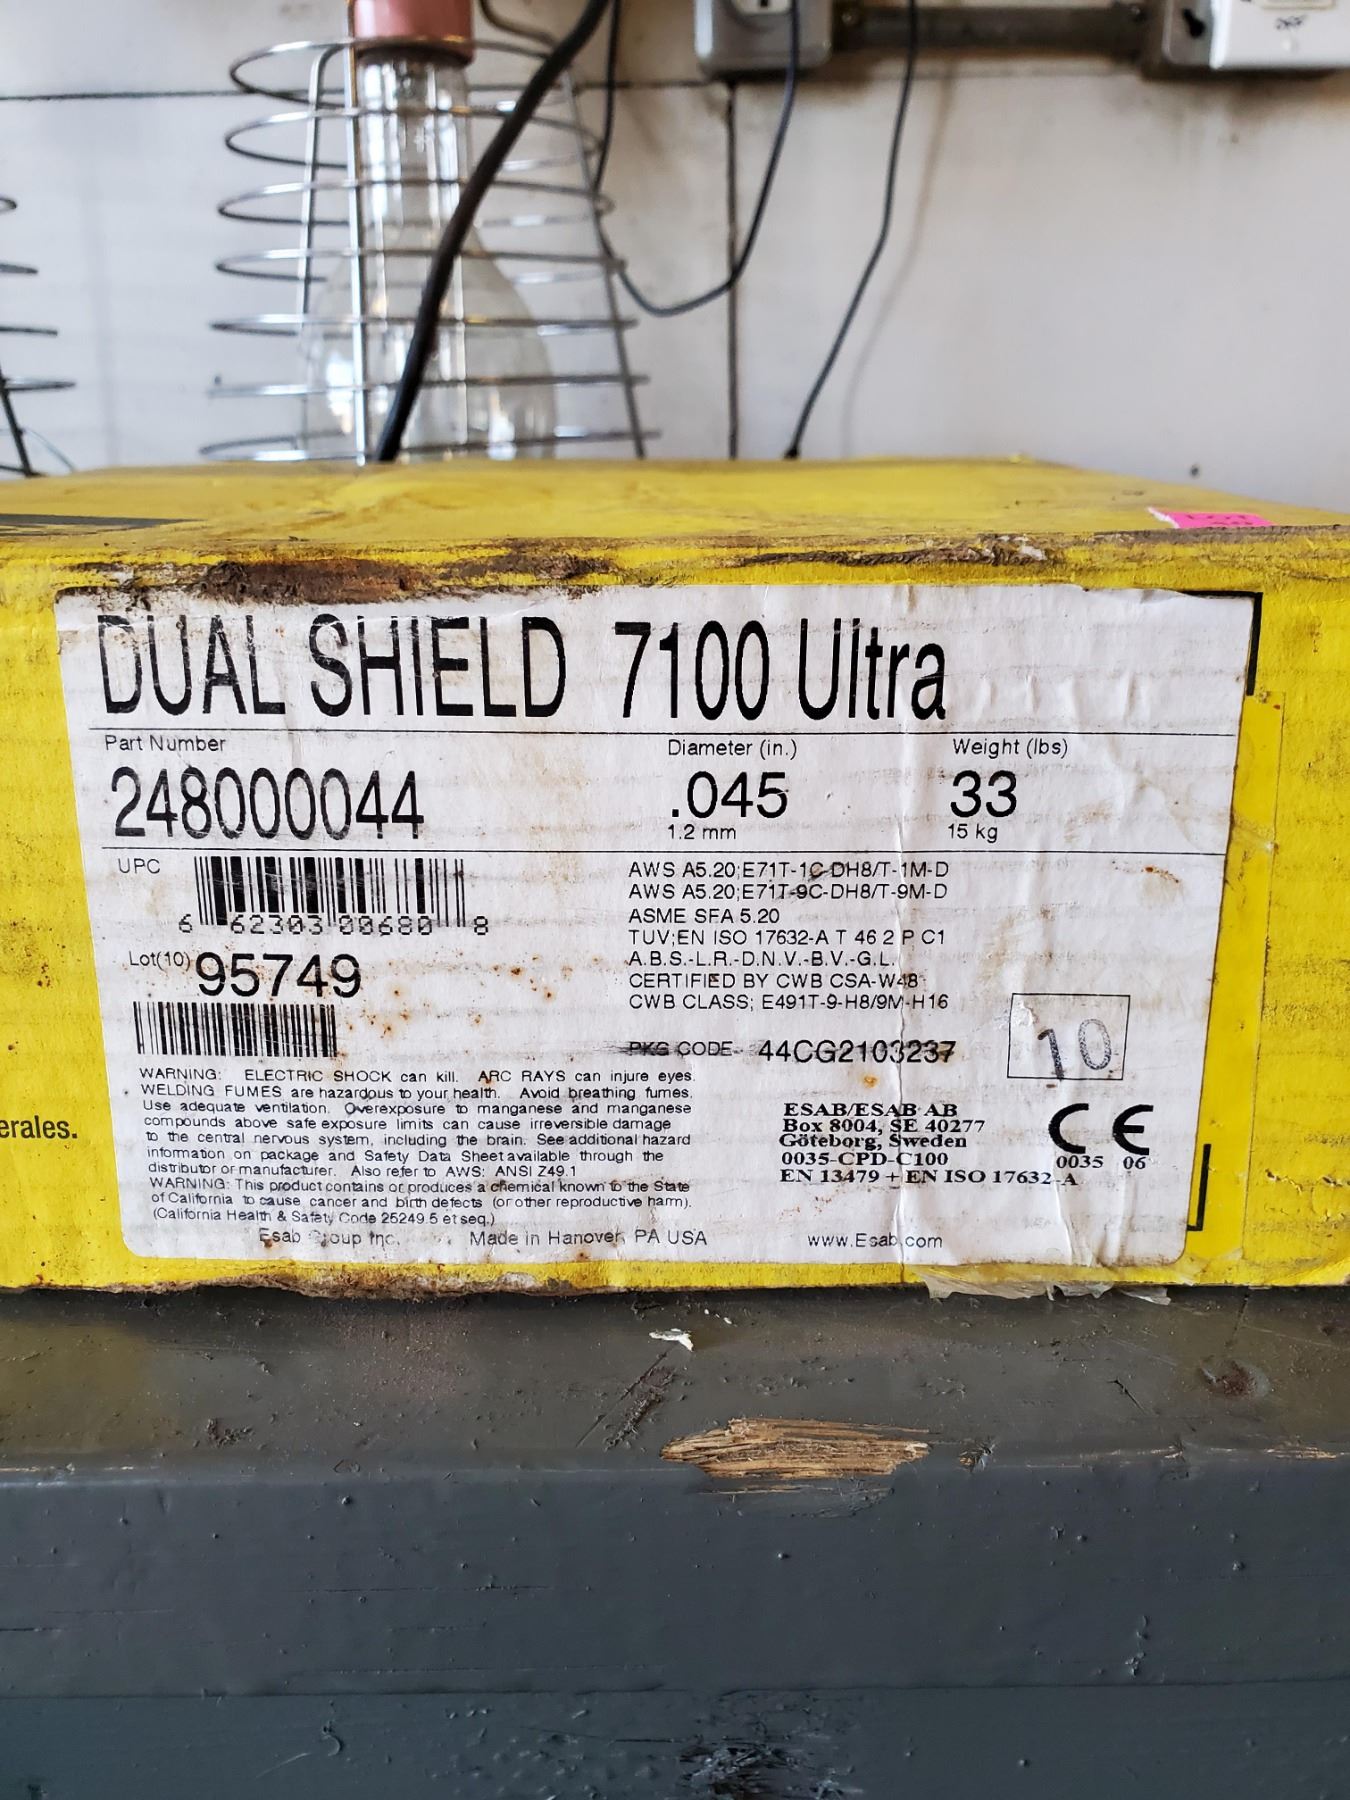 OFF
DUAL SHIELD 7100 Ultra
Part Number
248000044
Diameter (in.)
.045
1.2 mm
Weight (lbs)
33
15 kg
UPC
6 62303 00680 8
Lot(10) 95749
AWS A5.20;E71T-1C-DH8/T-1M-D
AWS A5.20;E71T-9C-DH8/T-9M-D
ASME SFA 5.20
TUV;EN ISO 17632-A T 46 2 P C1
A.B.S.-L.R.-D.N.V.-B.V.-G.L.
CERTIFIED BY CWB CSA-W48
CWB CLASS; E491T-9-H8/9M-H16
PKG CODE- 44CG2103237
10
WARNING: ELECTRIC SHOCK can kill. ARC RAYS can injure eyes.
WELDING FUMES are hazardous to your health. Avoid breathing fumes.
Use adequate ventilation. Overexposure to manganese and manganese
compounds above safe exposure limits can cause irreversible damage
to the central nervous system, including the brain. See additional hazard
information on package and Safety Data Sheet available through the
distributor or manufacturer. Also refer to AWS: ANSI Z49.1
WARNING: This product contains or produces a chemical known to the State
of California to cause cancer and birth defects (or other reproductive harm).
(California Health & Safety Code 25249.5 et seq.)
Esab Group Inc. Made in Hanover, PA USA
www.Esab.com
ESAB/ESAB AB
Box 8004, SE 40277
Göteborg, Sweden
0035-CPD-C100
EN 13479 + EN ISO 17632-A
CE
0035 06
erales.